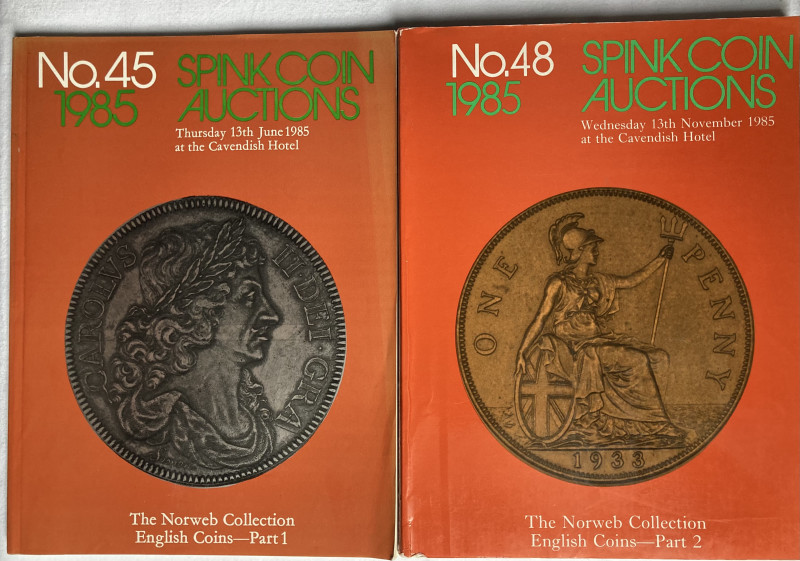 No.45 SPINK COIN
1985 AUCTIONS
Thursday 13th June 1985
at the Cavendish Hotel
CAROLVS II·DEI·GRA
The Norweb Collection
English Coins—Part 1
No.48 SPINK COIN
1985 AUCTIONS
Wednesday 13th November 1985
at the Cavendish Hotel
ONE PENNY
1933
The Norweb Collection
English Coins—Part 2